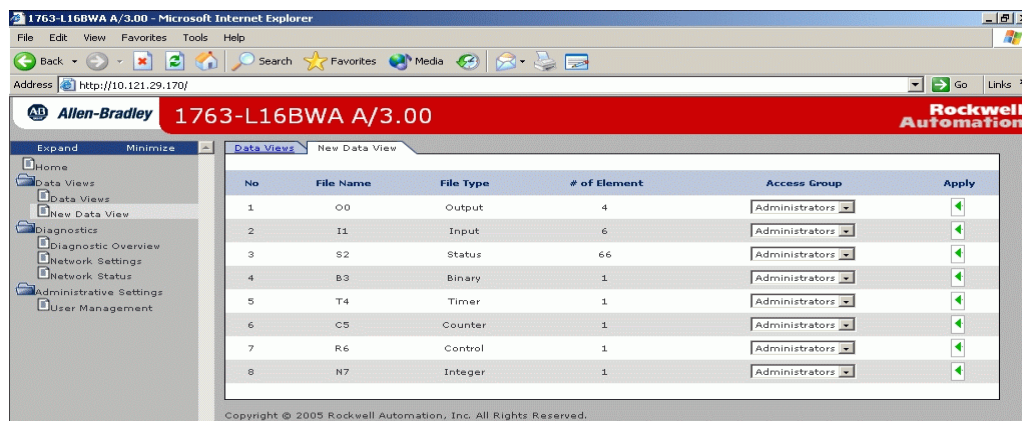 1763-L16BWA A/3.00 - Microsoft Internet Explorer
File Edit View Favorites Tools Help
Back Search Favorites Media
Address http://10.121.29.170/ Go Links
AB Allen-Bradley 1763-L16BWA A/3.00 Rockwell Automation
Expand Minimize
Home
Data Views
Data Views
New Data View
Diagnostics
Diagnostic Overview
Network Settings
Network Status
Administrative Settings
User Management
Data Views New Data View
No File Name File Type # of Element Access Group Apply
1 O0 Output 4 Administrators
2 I1 Input 6 Administrators
3 S2 Status 66 Administrators
4 B3 Binary 1 Administrators
5 T4 Timer 1 Administrators
6 C5 Counter 1 Administrators
7 R6 Control 1 Administrators
8 N7 Integer 1 Administrators
Copyright © 2005 Rockwell Automation, Inc. All Rights Reserved.